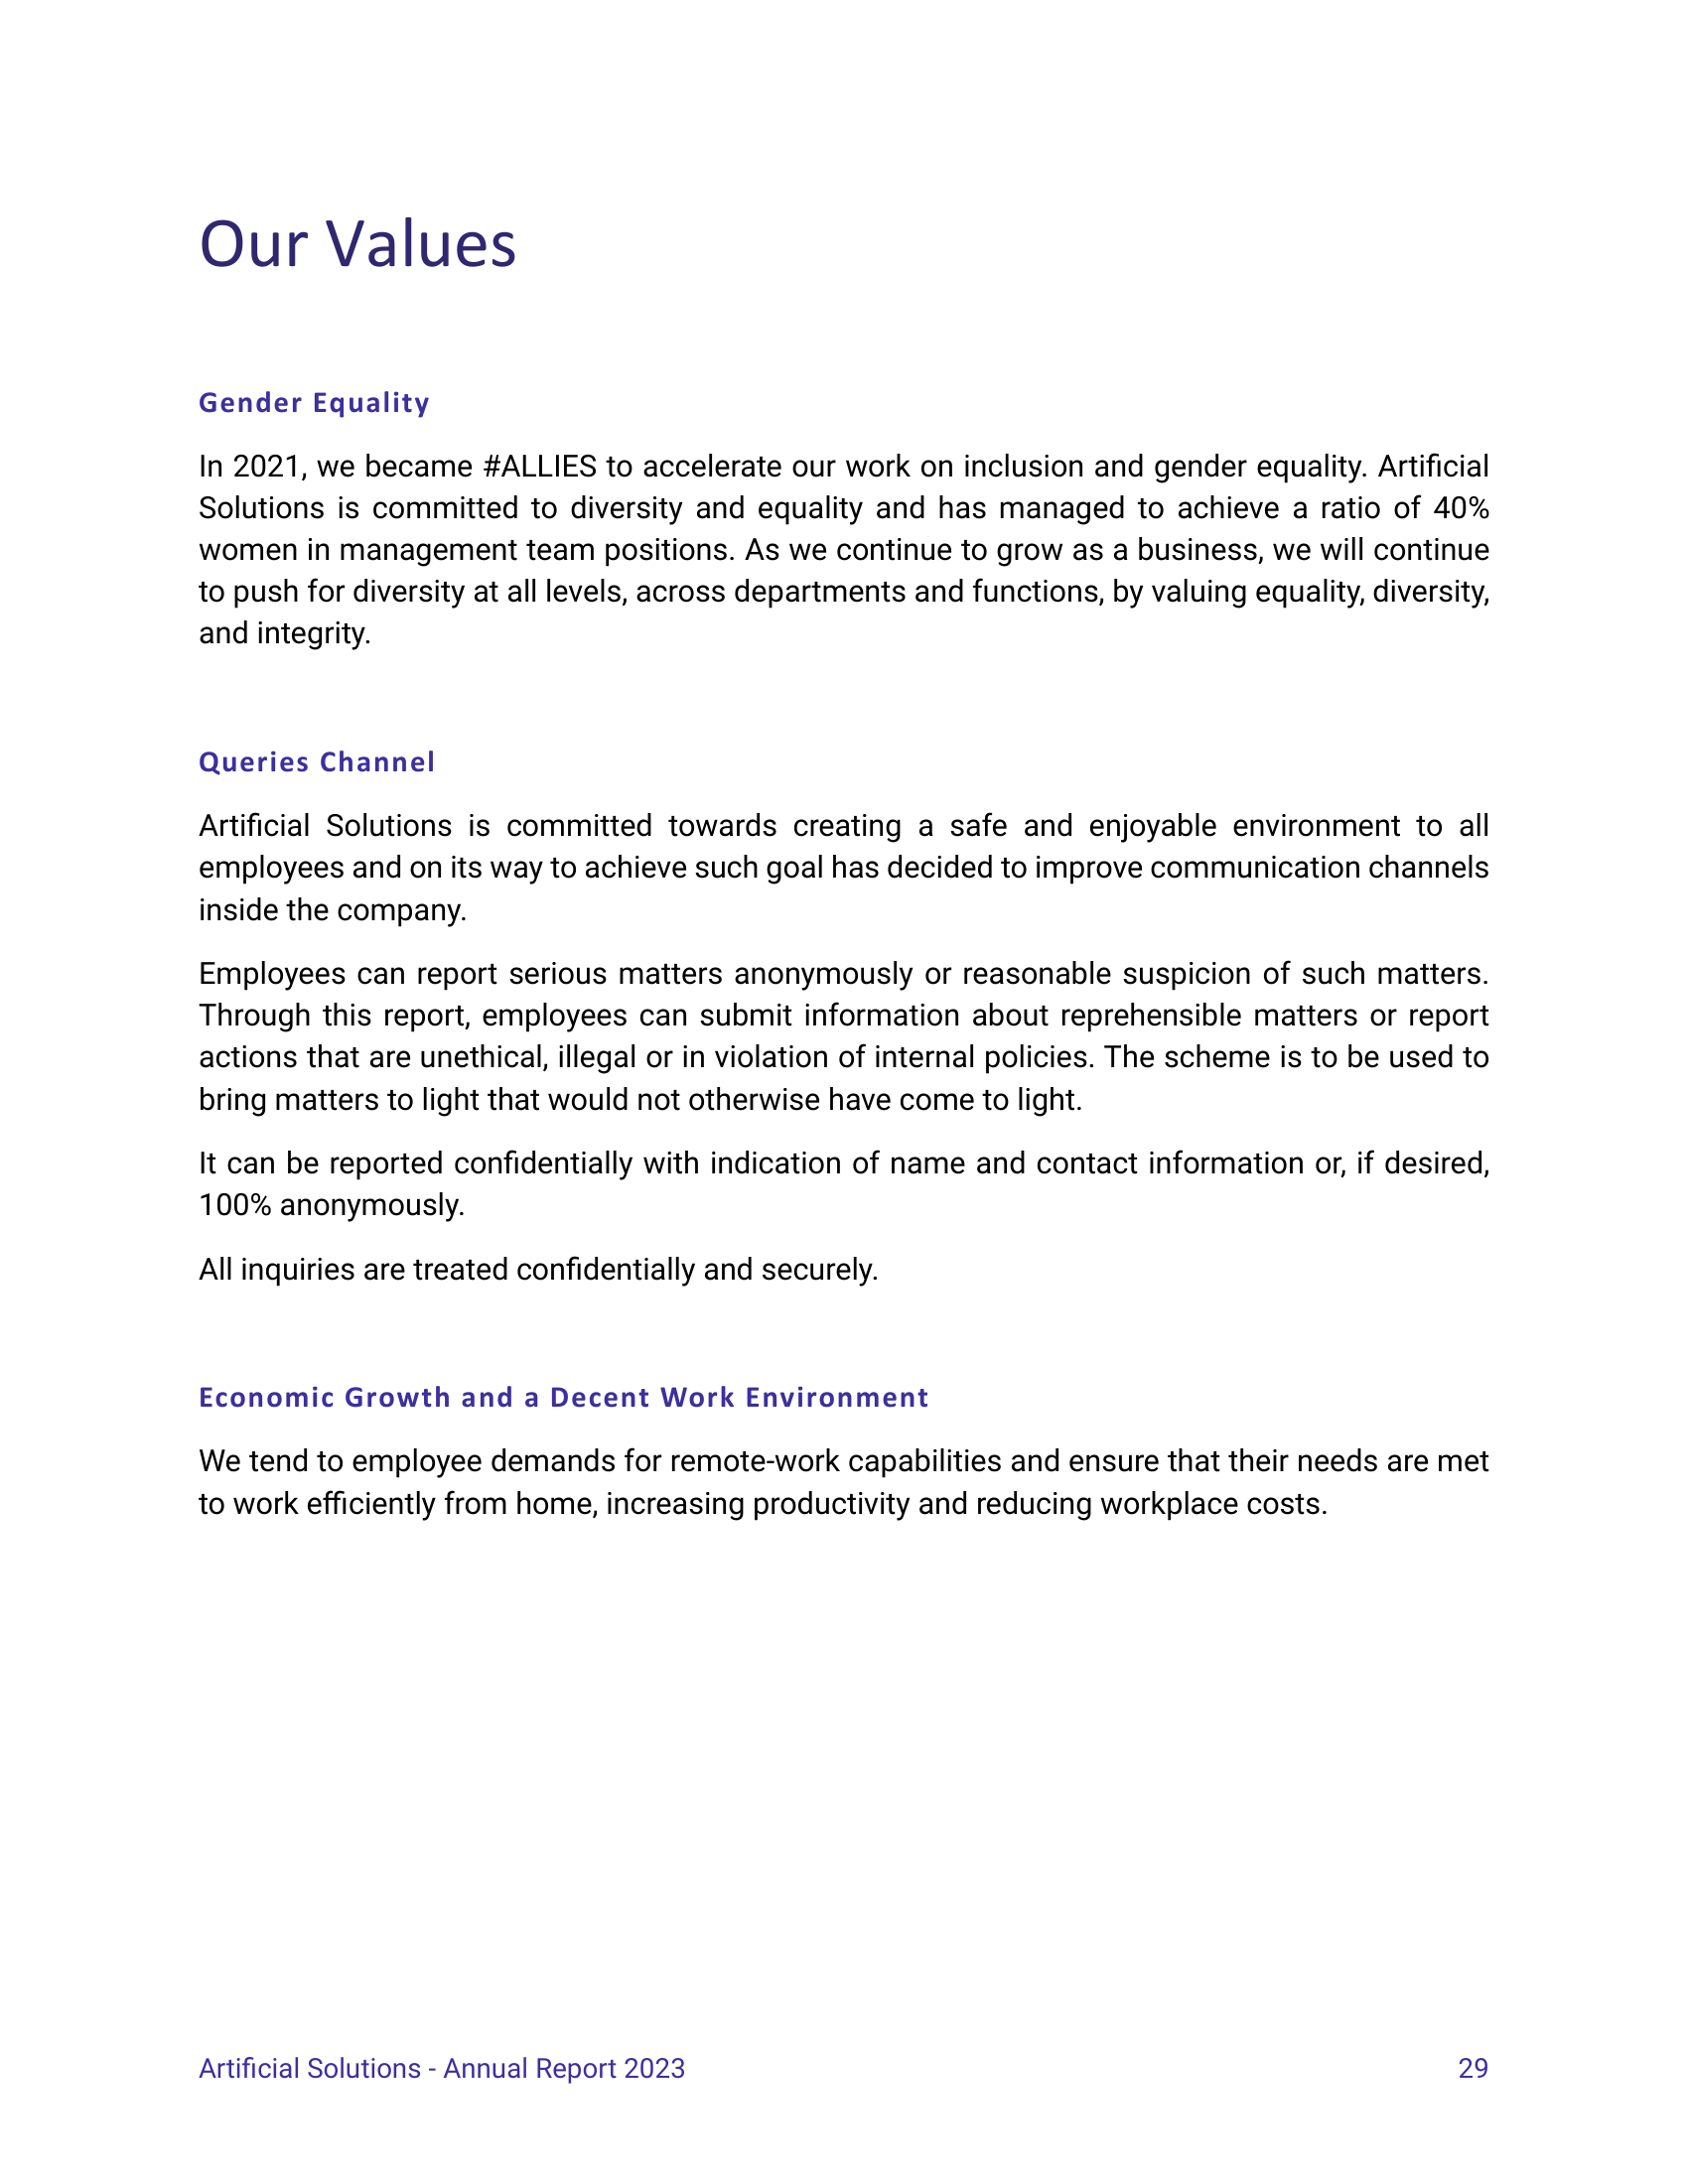 Our Values
Gender Equality
In 2021, we became #ALLIES to accelerate our work on inclusion and gender equality. Artificial
Solutions is committed to diversity and equality and has managed to achieve a ratio of 40%
women in management team positions. As we continue to grow as a business, we will continue
to push for diversity at all levels, across departments and functions, by valuing equality, diversity,
and integrity.
Queries Channel
Artificial Solutions is committed towards creating a safe and enjoyable environment to all
employees and on its way to achieve such goal has decided to improve communication channels
inside the company.
Employees can report serious matters anonymously or reasonable suspicion of such matters.
Through this report, employees can submit information about reprehensible matters or report
actions that are unethical, illegal or in violation of internal policies. The scheme is to be used to
bring matters to light that would not otherwise have come to light.
It can be reported confidentially with indication of name and contact information or, if desired,
100% anonymously.
All inquiries are treated confidentially and securely.
Economic Growth and a Decent Work Environment
We tend to employee demands for remote-work capabilities and ensure that their needs are met
to work efficiently from home, increasing productivity and reducing workplace costs.
Artificial Solutions - Annual Report 2023 29